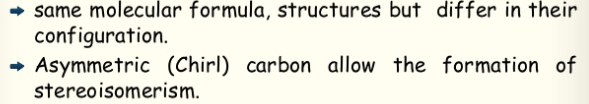 ➡ same molecular formula, structures but differ in their
configuration.
➡ Asymmetric (Chirl) carbon allow the formation of
stereoisomerism.